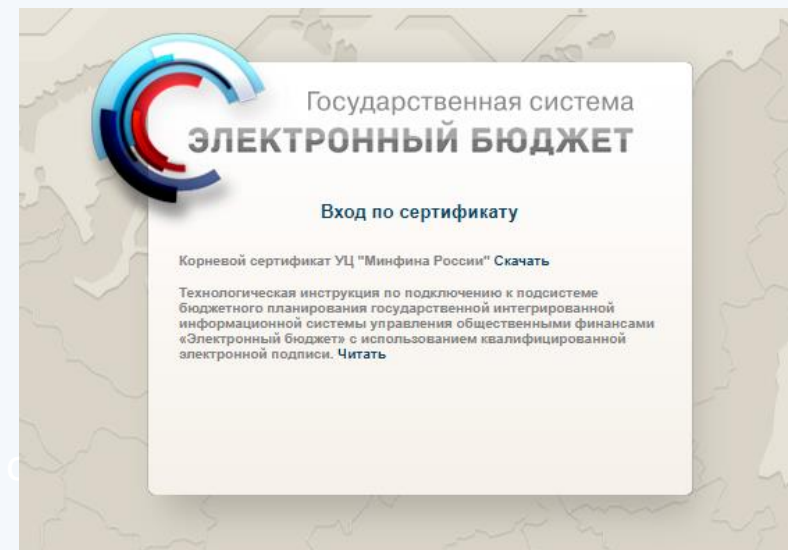 Государственная система
ЭЛЕКТРОННЫЙ БЮДЖЕТ
Вход по сертификату
Корневой сертификат УЦ "Минфина России" Скачать
Технологическая инструкция по подключению к подсистеме
бюджетного планирования государственной интегрированной
информационной системы управления общественными финансами
«Электронный бюджет» с использованием квалифицированной
электронной подписи. Читать